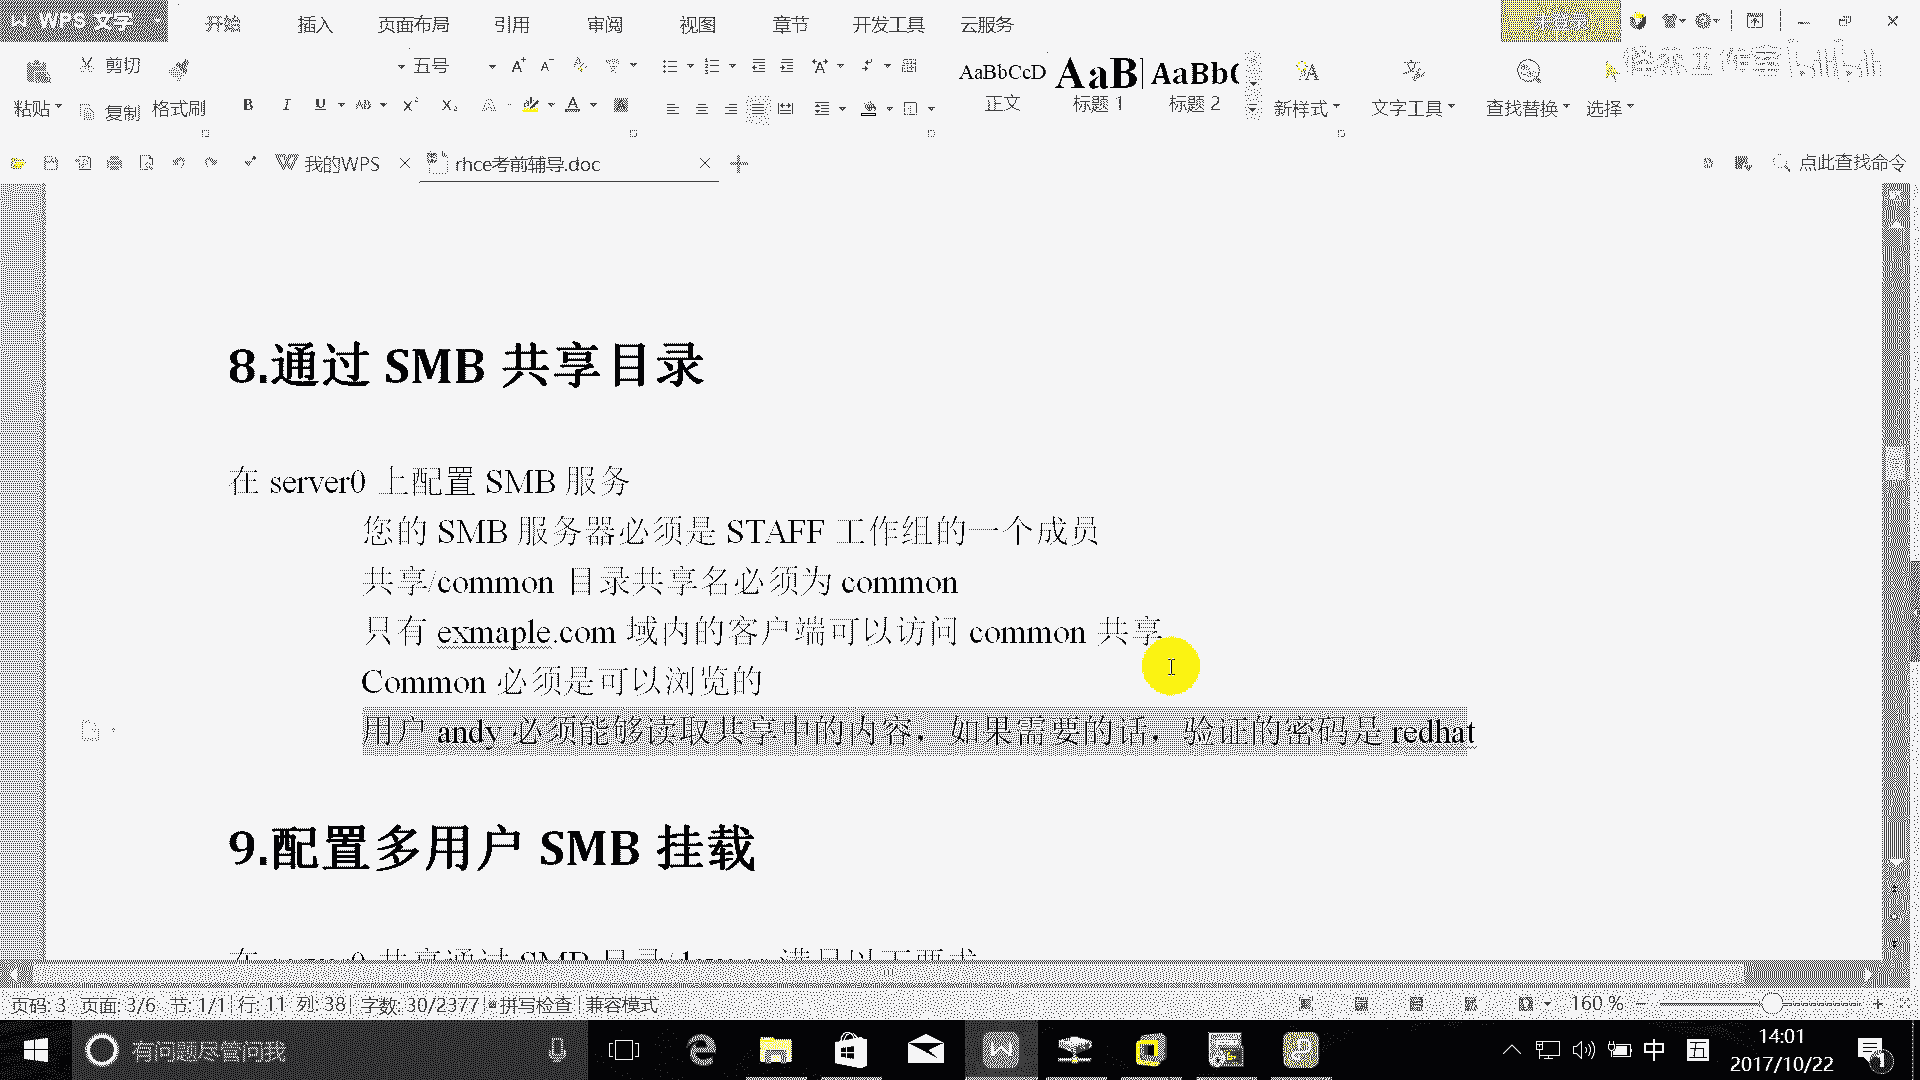 WPS 文字
开始 插入 页面布局 引用 审阅 视图 章节 开发工具 云服务
粘贴 剪切 复制 格式刷 五号 AaBbCcD 正文 AaB 标题 1 AaBb( 标题 2 新样式 文字工具 查找替换 选择
我的WPS rhce考前辅导.doc 点此查找命令
8.通过 SMB 共享目录
在 server0 上配置 SMB 服务
您的 SMB 服务器必须是 STAFF 工作组的一个成员
共享/common 目录共享名必须为 common
只有 exmaple.com 域内的客户端可以访问 common 共享
Common 必须是可以浏览的
用户 andy 必须能够读取共享中的内容，如果需要的话，验证的密码是 redhat
9.配置多用户 SMB 挂载
页码: 3 页面: 3/6 节: 1/1 行: 11 列: 38 字数: 30/2377 拼写检查 兼容模式 160 %
有问题尽管问我
中 五 14:01
2017/10/22 1